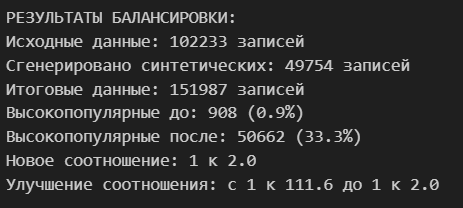 РЕЗУЛЬТАТЫ БАЛАНСИРОВКИ:
Исходные данные: 102233 записей
Сгенерировано синтетических: 49754 записей
Итоговые данные: 151987 записей
Высокопопулярные до: 908 (0.9%)
Высокопопулярные после: 50662 (33.3%)
Новое соотношение: 1 к 2.0
Улучшение соотношения: с 1 к 111.6 до 1 к 2.0